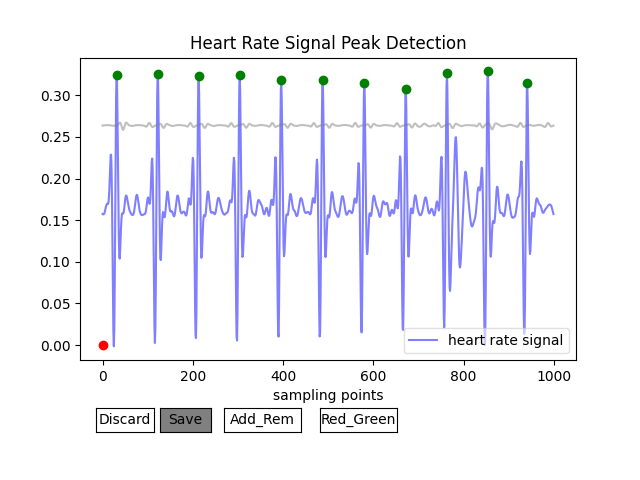 Heart Rate Signal Peak Detection
0.30
0.25
0.20
0.15
0.10
0.05
0.00
heart rate signal
0 200 400 600 800 1000
sampling points
Discard Save Add_Rem Red_Green